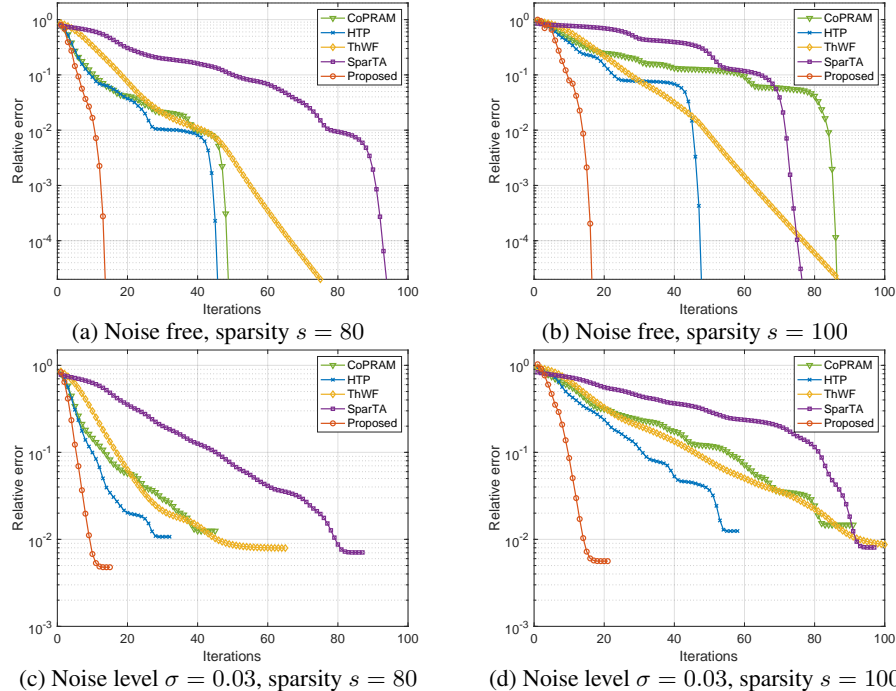 10^0
10^-1
10^-2
10^-3
10^-4
Relative error
0 20 40 60 80 100
Iterations
CoPRAM
HTP
ThWF
SparTA
Proposed
(a) Noise free, sparsity s = 80
10^0
10^-1
10^-2
10^-3
10^-4
Relative error
0 20 40 60 80 100
Iterations
CoPRAM
HTP
ThWF
SparTA
Proposed
(b) Noise free, sparsity s = 100
10^0
10^-1
10^-2
10^-3
Relative error
0 20 40 60 80 100
Iterations
CoPRAM
HTP
ThWF
SparTA
Proposed
(c) Noise level σ = 0.03, sparsity s = 80
10^0
10^-1
10^-2
10^-3
Relative error
0 20 40 60 80 100
Iterations
CoPRAM
HTP
ThWF
SparTA
Proposed
(d) Noise level σ = 0.03, sparsity s = 100